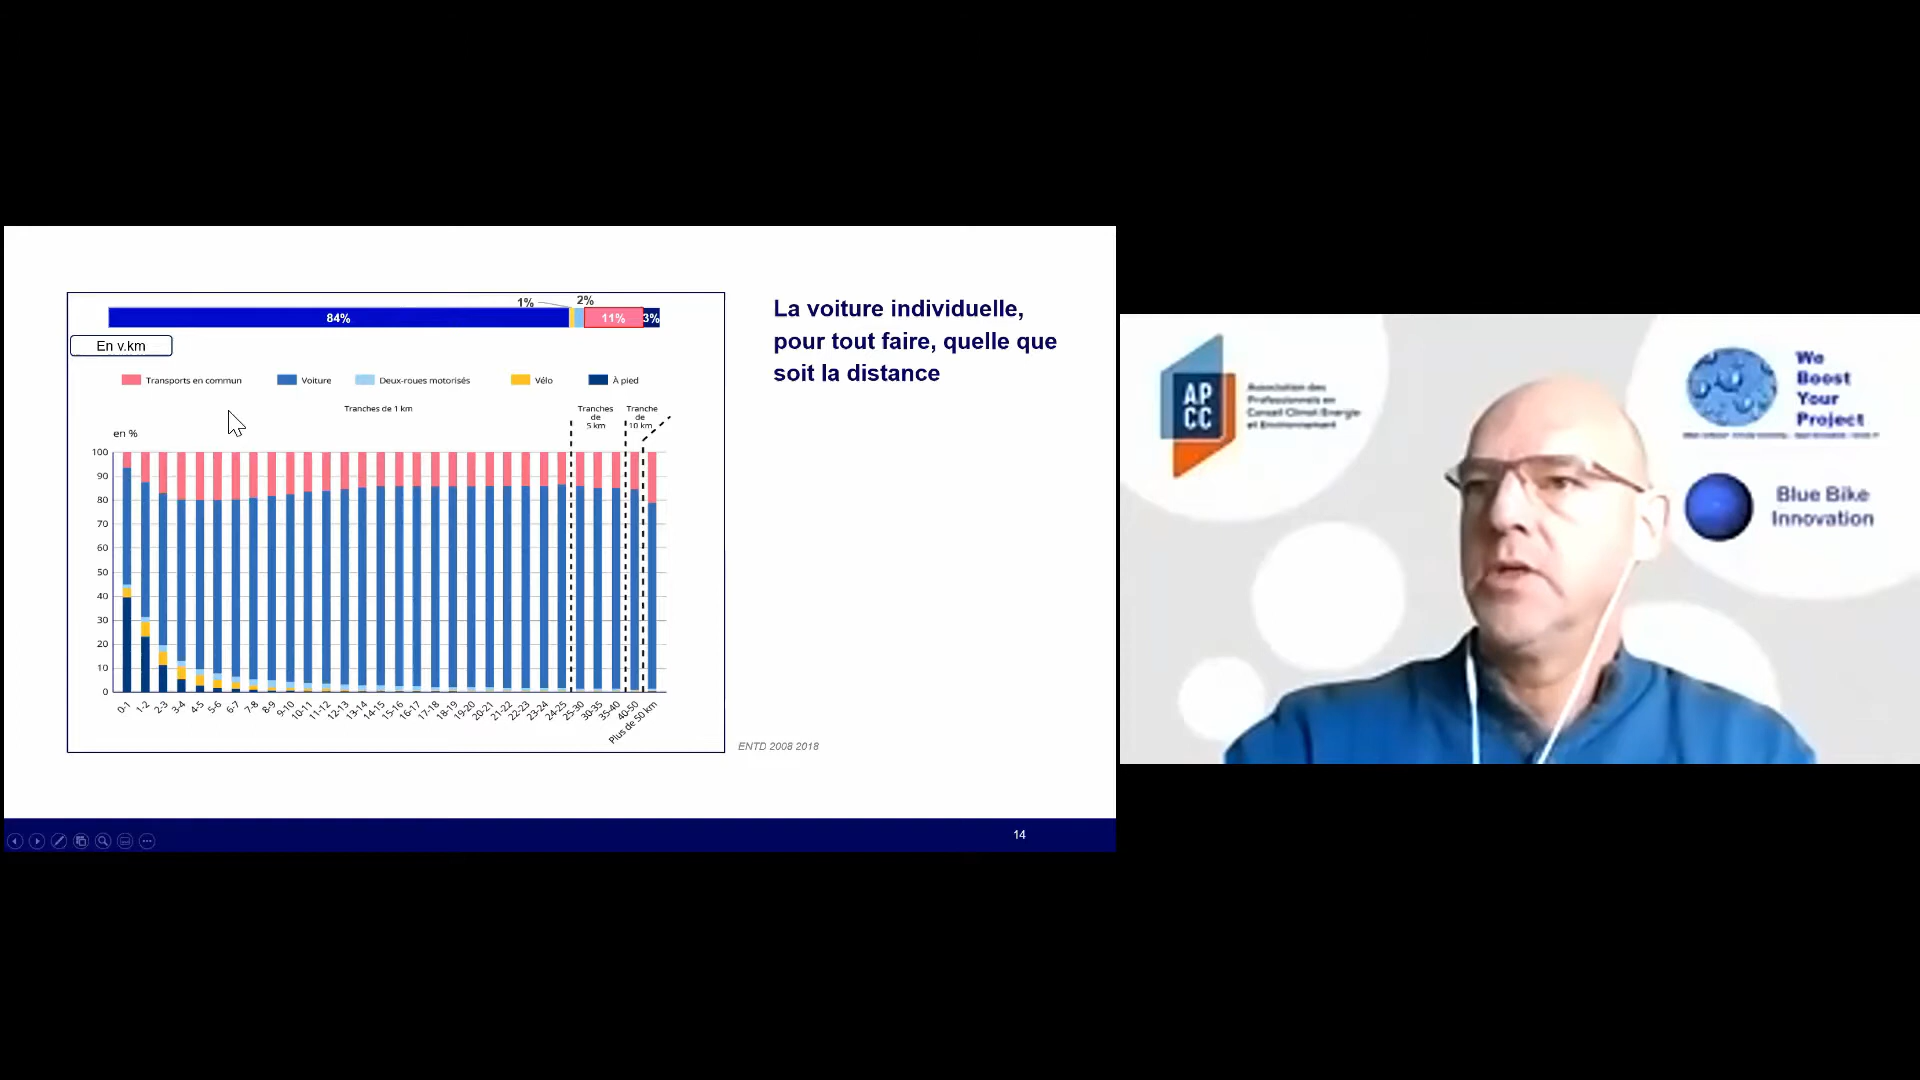 1%
2%
84%
11%
3%
En v.km
Transports en commun
Voiture
Deux-roues motorisés
Vélo
À pied
Tranches de 1 km
Tranches
de
5 km
Tranche
de
10 km
en %
100
90
80
70
60
50
40
30
20
10
0
0-1
1-2
2-3
3-4
4-5
5-6
6-7
7-8
8-9
9-10
10-11
11-12
12-13
13-14
14-15
15-16
16-17
17-18
18-19
19-20
20-21
21-22
22-23
23-24
24-25
25-30
30-35
35-40
40-50
Plus de 50 km
ENTD 2008 2018
La voiture individuelle,
pour tout faire, quelle que
soit la distance
14
AP
CC
Association des
Professionnels en
Conseil Climat Energie
et Environnement
We
Boost
Your
Project
Blue Bike
Innovation